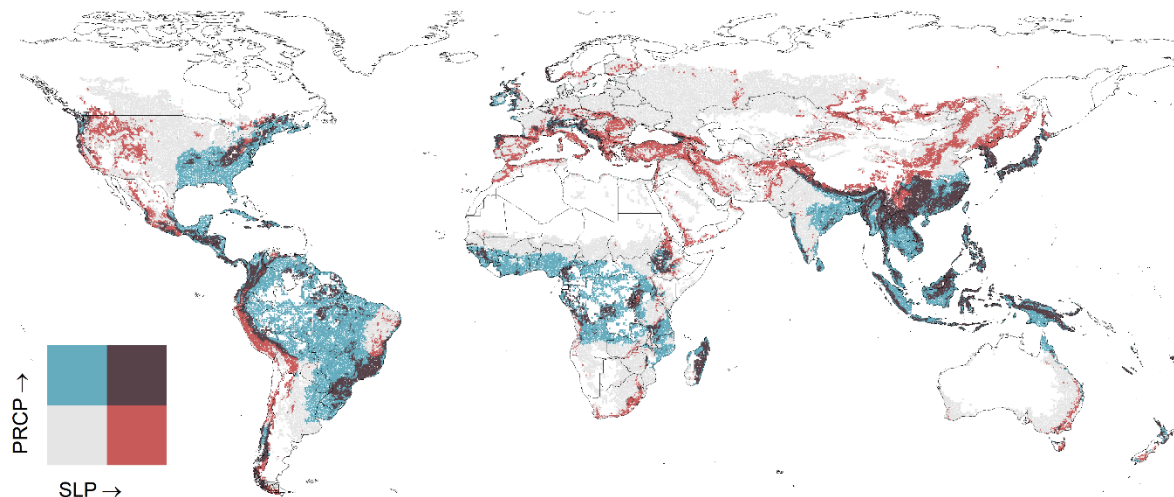 PRCP →
SLP →